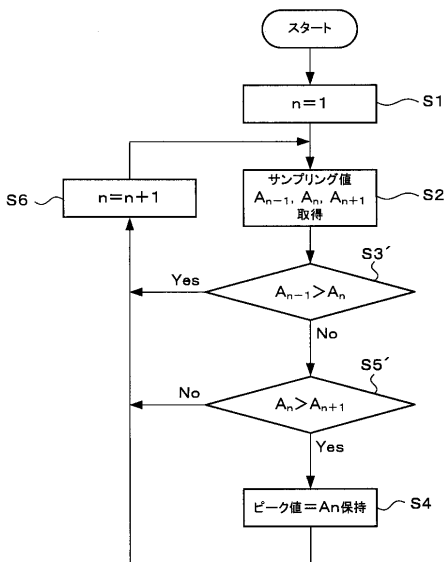 スタート
n=1
S1
S6
n=n+1
サンプリング値
Aₙ₋₁, Aₙ, Aₙ₊₁
取得
S2
S3´
Yes
Aₙ₋₁>Aₙ
No
S5´
No
Aₙ>Aₙ₊₁
Yes
ピーク値=An保持
S4